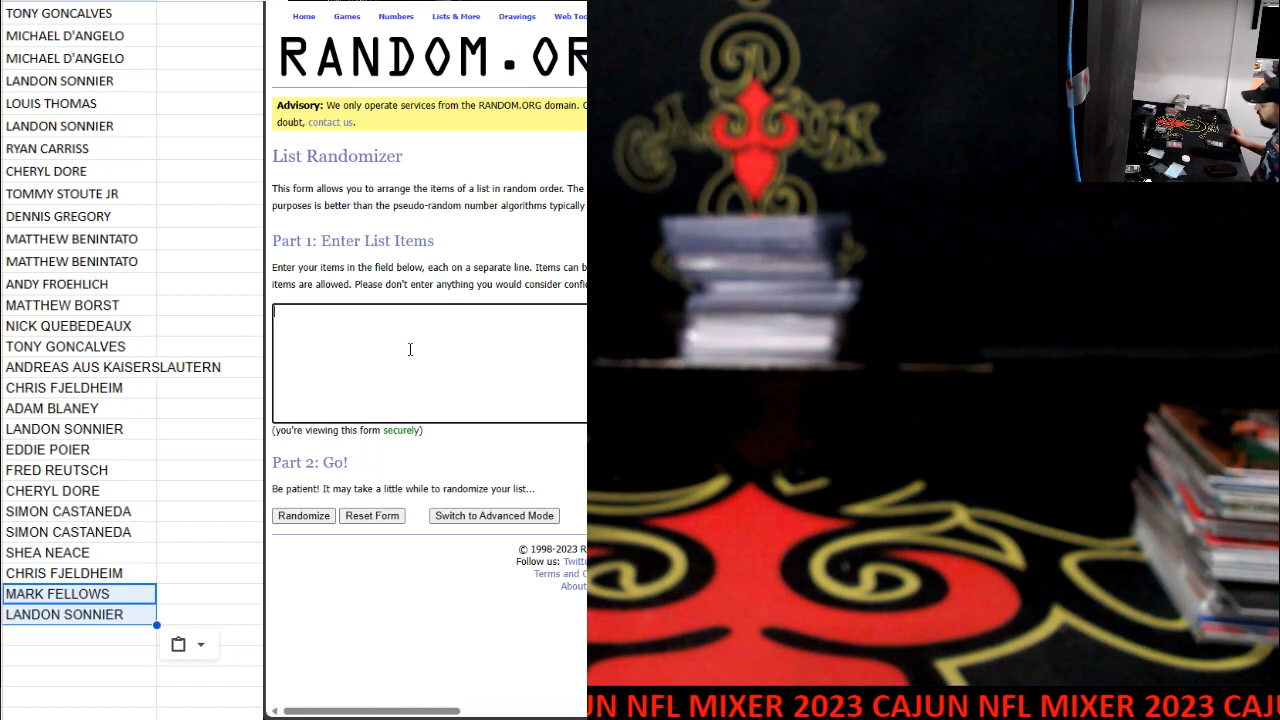 TONY GONCALVES
MICHAEL D'ANGELO
MICHAEL D'ANGELO
LANDON SONNIER
LOUIS THOMAS
LANDON SONNIER
RYAN CARRISS
CHERYL DORE
TOMMY STOUTE JR
DENNIS GREGORY
MATTHEW BENINTATO
MATTHEW BENINTATO
ANDY FROEHLICH
MATTHEW BORST
NICK QUEBEDEAUX
TONY GONCALVES
ANDREAS AUS KAISERSLAUTERN
CHRIS FJELDHEIM
ADAM BLANEY
LANDON SONNIER
EDDIE POIER
FRED REUTSCH
CHERYL DORE
SIMON CASTANEDA
SIMON CASTANEDA
SHEA NEACE
CHRIS FJELDHEIM
MARK FELLOWS
LANDON SONNIER
Home Games Numbers Lists & More Drawings Web Too
RANDOM.OR
Advisory: We only operate services from the RANDOM.ORG domain. O
doubt, contact us.
List Randomizer
This form allows you to arrange the items of a list in random order. The
purposes is better than the pseudo-random number algorithms typically
Part 1: Enter List Items
Enter your items in the field below, each on a separate line. Items can b
items are allowed. Please don't enter anything you would consider confi
(you're viewing this form securely)
Part 2: Go!
Be patient! It may take a little while to randomize your list...
Randomize Reset Form Switch to Advanced Mode
© 1998-2023 R
Follow us: Twitt
Terms and C
About
UN NFL MIXER 2023 CAJUN NFL MIXER 2023 CAJ